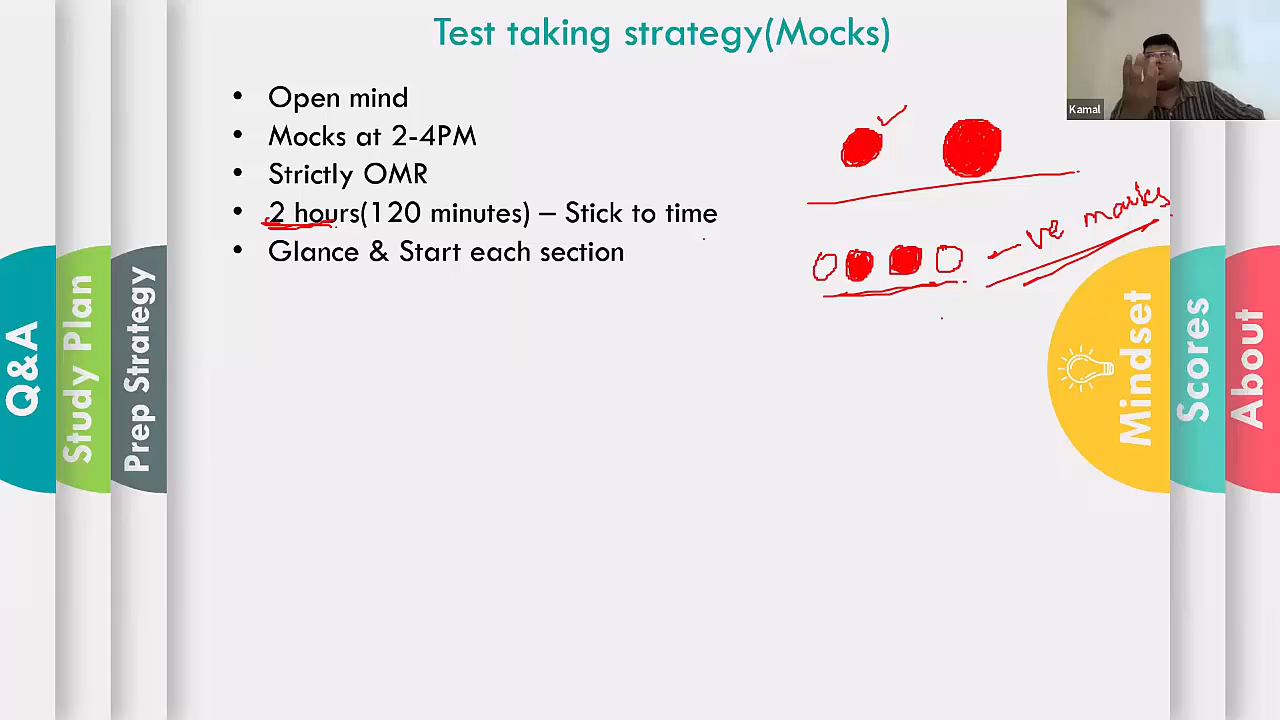 Test taking strategy(Mocks)
Kamal
• Open mind
• Mocks at 2-4PM
• Strictly OMR
• 2 hours(120 minutes) – Stick to time
• Glance & Start each section
-ve marks
Q&A
Study Plan
Prep Strategy
Mindset
Scores
About